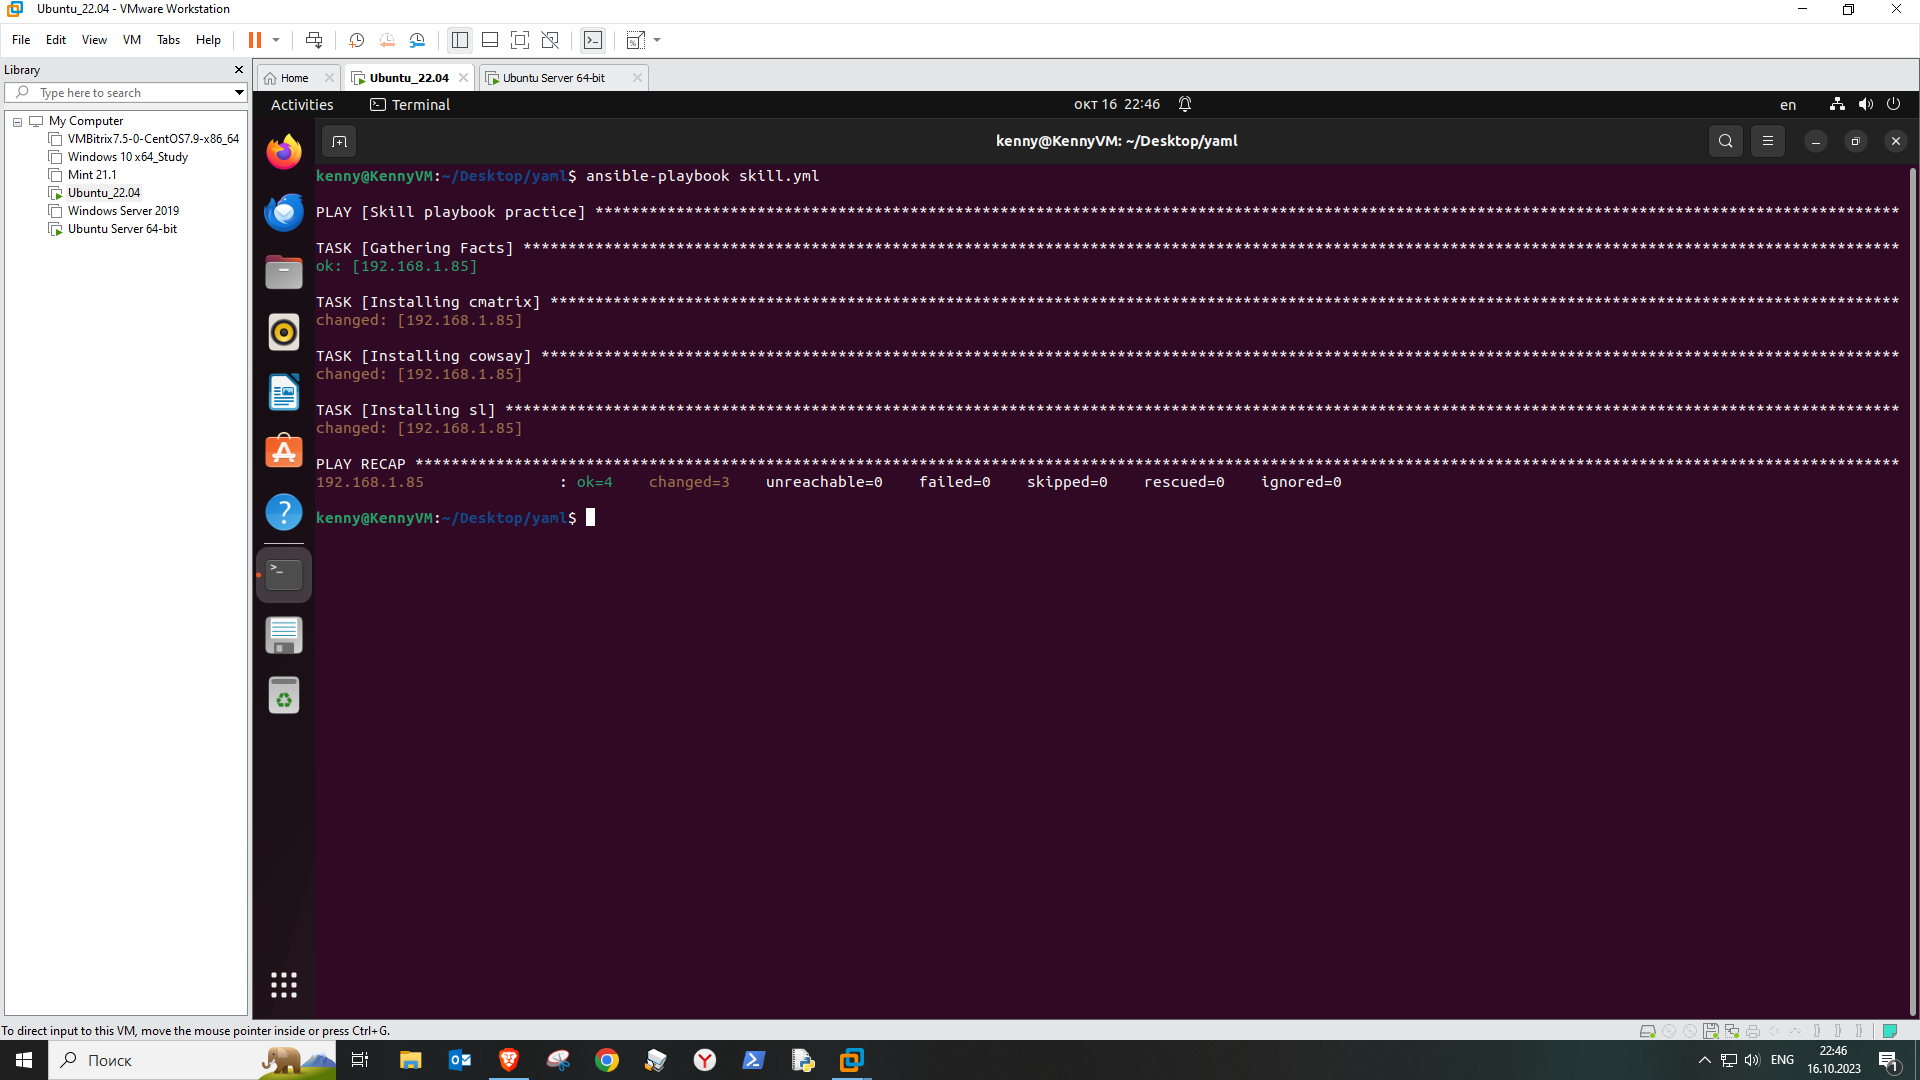 Ubuntu_22.04 - VMware Workstation
File Edit View VM Tabs Help
Library
Type here to search
My Computer
VMBitrix7.5-0-CentOS7.9-x86_64
Windows 10 x64_Study
Mint 21.1
Ubuntu_22.04
Windows Server 2019
Ubuntu Server 64-bit
Home Ubuntu_22.04 Ubuntu Server 64-bit
Activities Terminal окт 16 22:46 en
kenny@KennyVM: ~/Desktop/yaml
kenny@KennyVM:~/Desktop/yaml$ ansible-playbook skill.yml
PLAY [Skill playbook practice] *************************************************************************************************************************************************
TASK [Gathering Facts] *********************************************************************************************************************************************************
ok: [192.168.1.85]
TASK [Installing cmatrix] ******************************************************************************************************************************************************
changed: [192.168.1.85]
TASK [Installing cowsay] *******************************************************************************************************************************************************
changed: [192.168.1.85]
TASK [Installing sl] ***********************************************************************************************************************************************************
changed: [192.168.1.85]
PLAY RECAP *********************************************************************************************************************************************************************
192.168.1.85 : ok=4 changed=3 unreachable=0 failed=0 skipped=0 rescued=0 ignored=0
kenny@KennyVM:~/Desktop/yaml$
To direct input to this VM, move the mouse pointer inside or press Ctrl+G.
Поиск
ENG
22:46
16.10.2023
1